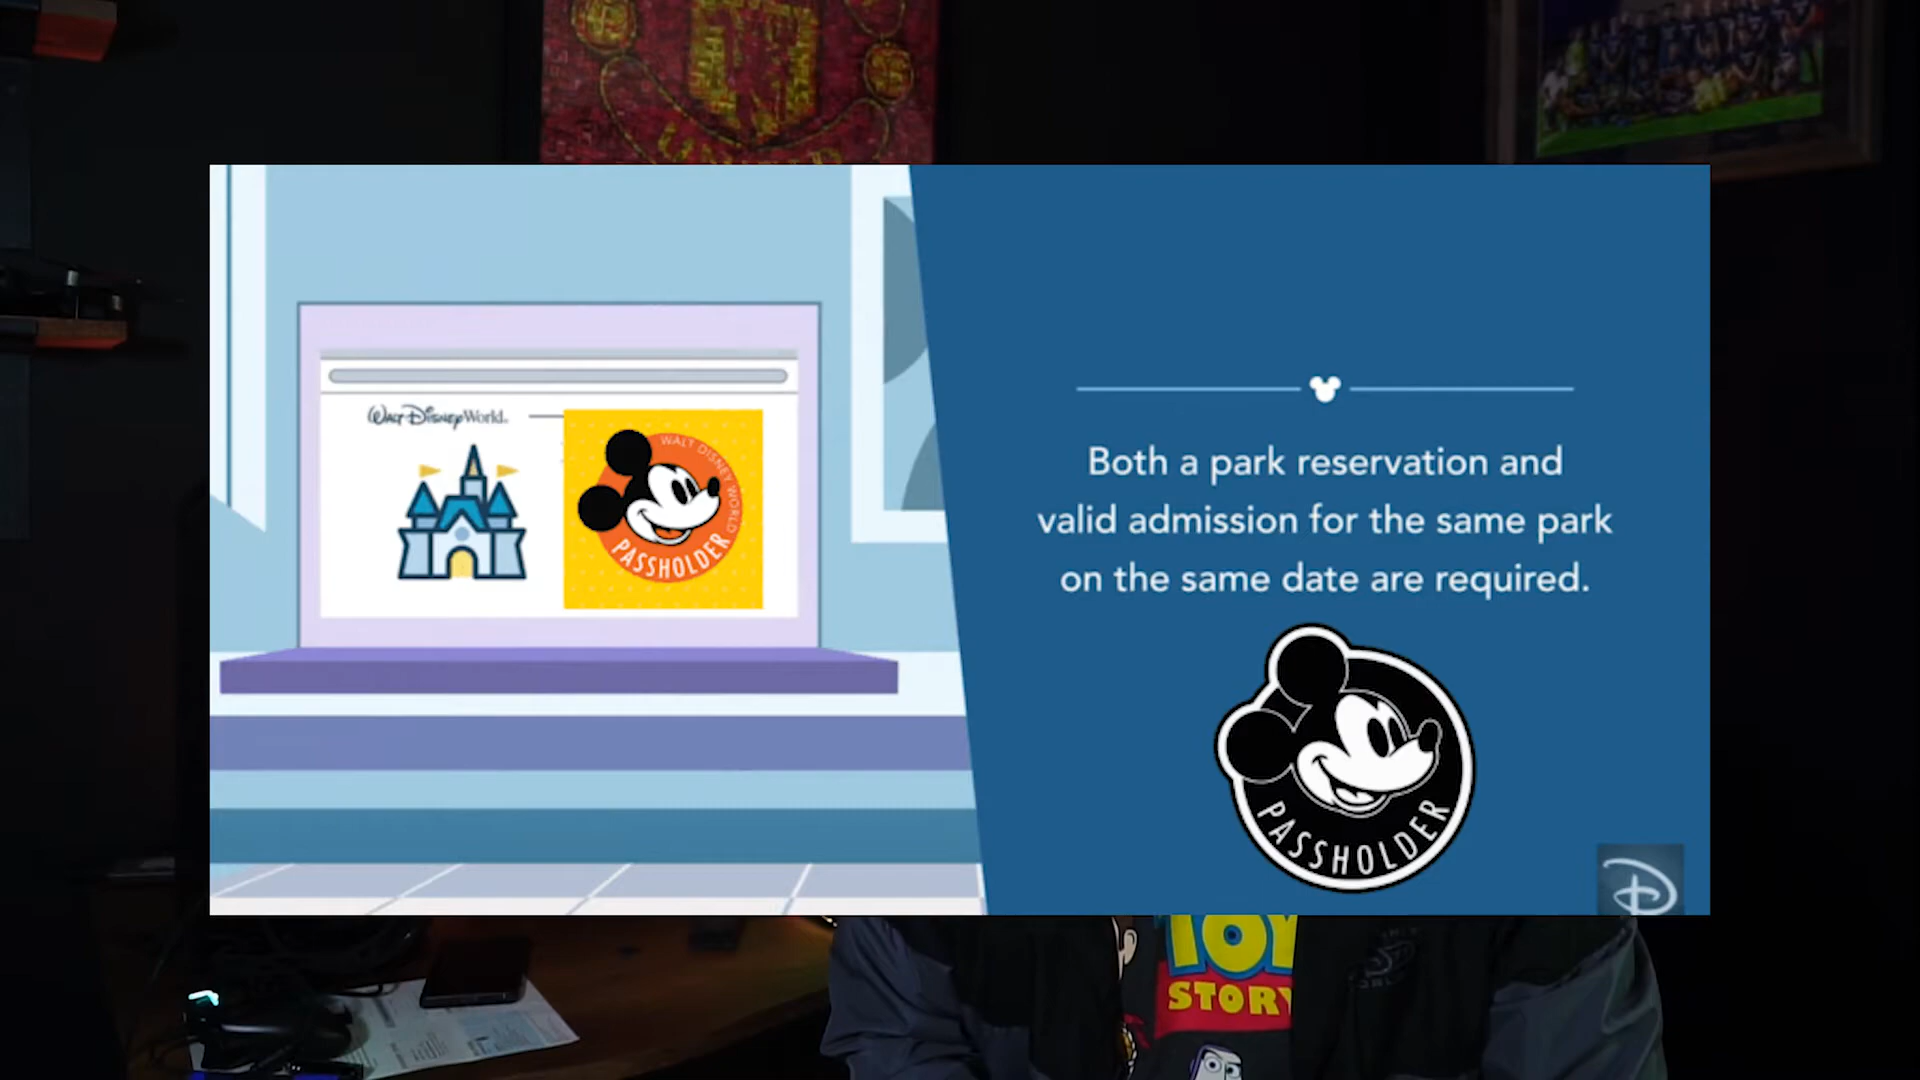 UNITED
Walt Disney World.
WALT DISNEY WORLD
PASSHOLDER
Both a park reservation and
valid admission for the same park
on the same date are required.
PASSHOLDER
D
TOY
STORY